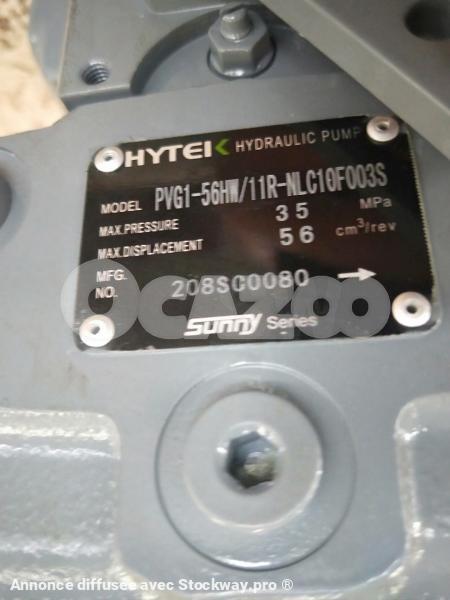 HYTEK HYDRAULIC PUMP
MODEL PVG1-56HW/11R-NLC10F003S
MAX.PRESSURE 35 MPa
MAX.DISPLACEMENT 56 cm³/rev
MFG. NO. 208SC0080
Sunny Series
OCAZOO
Annonce diffusée avec Stockway.pro ®